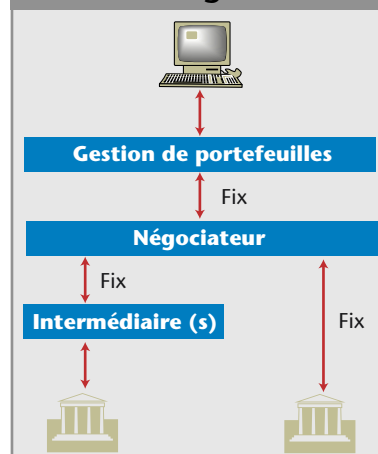 Gestion de portefeuilles
Fix
Négociateur
Fix
Intermédiaire (s)
Fix